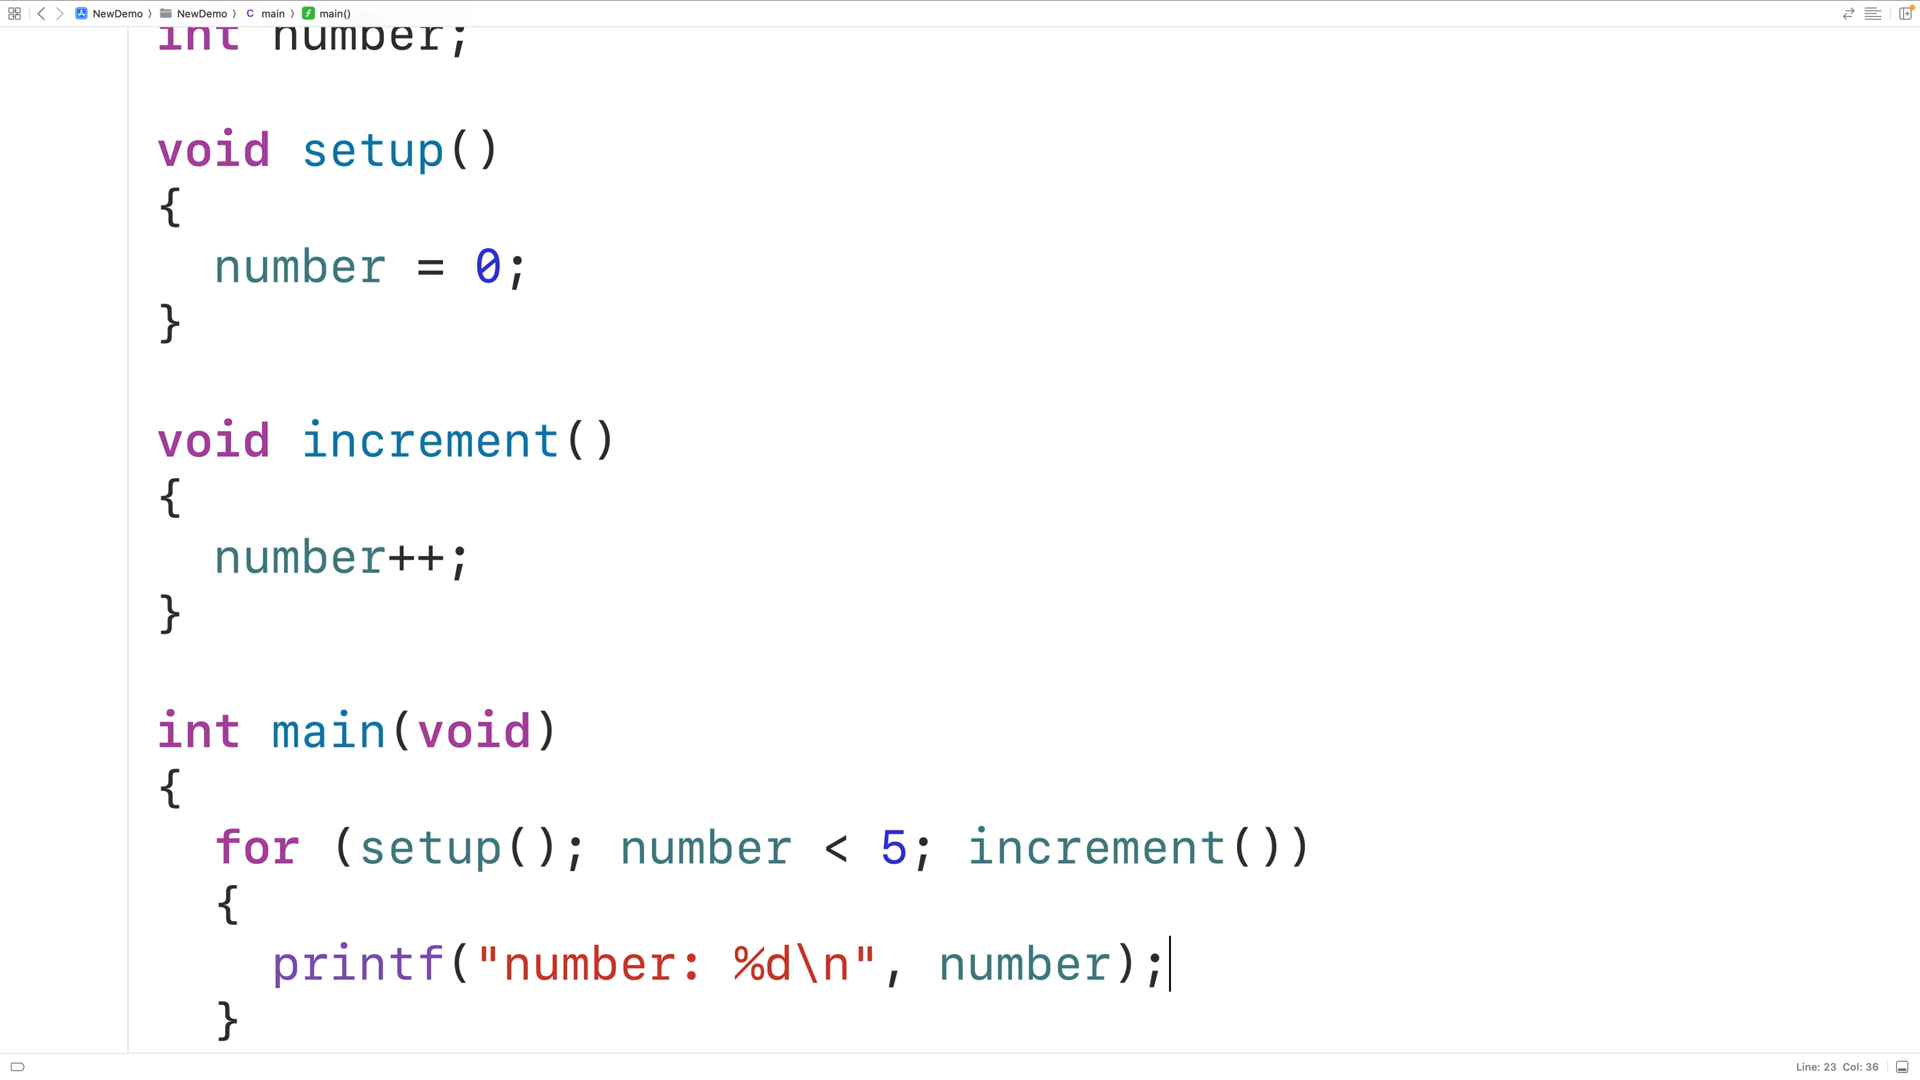 NewDemo 〉 NewDemo 〉 C main 〉 f main()
int number;
void setup()
{
  number = 0;
}
void increment()
{
  number++;
}
int main(void)
{
  for (setup(); number < 5; increment())
  {
    printf("number: %d\n", number);
  }
Line: 23 Col: 36